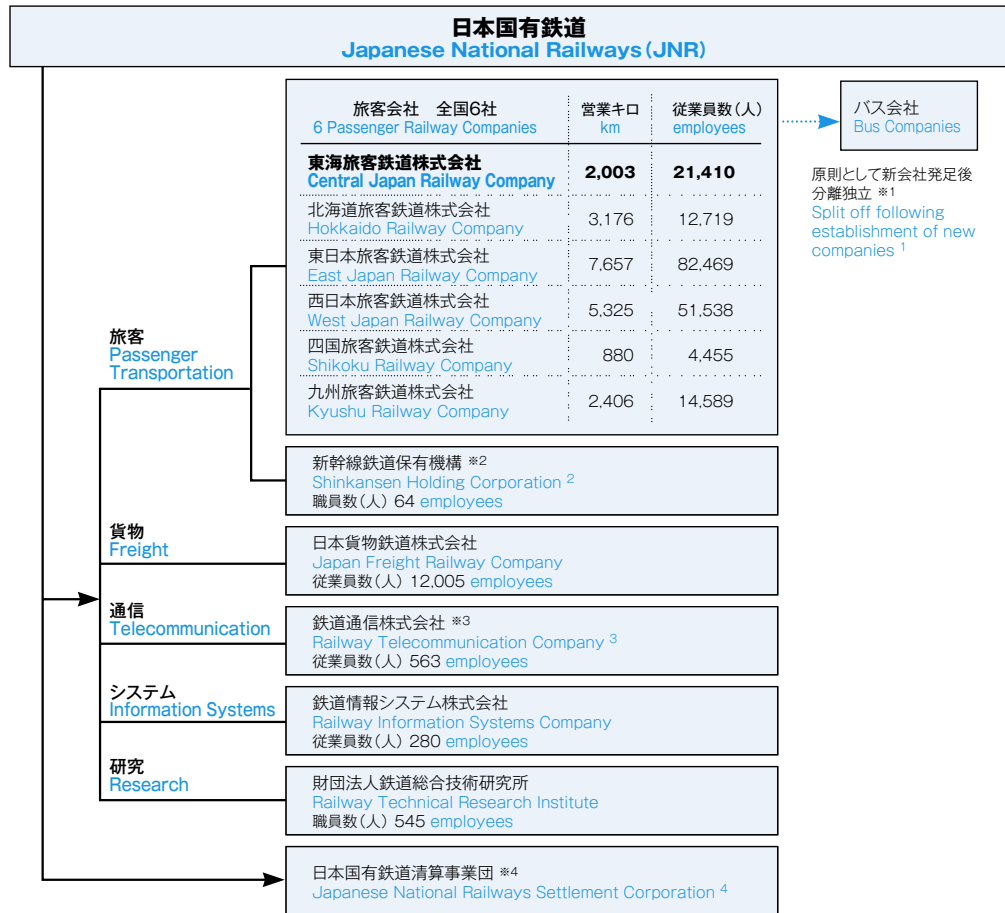 日本国有鉄道
Japanese National Railways(JNR)
旅客会社　全国6社 営業キロ 従業員数(人)
6 Passenger Railway Companies km employees
東海旅客鉄道株式会社
Central Japan Railway Company 2,003 21,410
北海道旅客鉄道株式会社
Hokkaido Railway Company 3,176 12,719
東日本旅客鉄道株式会社
East Japan Railway Company 7,657 82,469
西日本旅客鉄道株式会社
West Japan Railway Company 5,325 51,538
四国旅客鉄道株式会社
Shikoku Railway Company 880 4,455
九州旅客鉄道株式会社
Kyushu Railway Company 2,406 14,589
バス会社
Bus Companies
原則として新会社発足後
分離独立 ※1
Split off following
establishment of new
companies 1
旅客
Passenger
Transportation
新幹線鉄道保有機構 ※2
Shinkansen Holding Corporation 2
職員数(人) 64 employees
貨物
Freight
日本貨物鉄道株式会社
Japan Freight Railway Company
従業員数(人) 12,005 employees
通信
Telecommunication
鉄道通信株式会社 ※3
Railway Telecommunication Company 3
従業員数(人) 563 employees
システム
Information Systems
鉄道情報システム株式会社
Railway Information Systems Company
従業員数(人) 280 employees
研究
Research
財団法人鉄道総合技術研究所
Railway Technical Research Institute
職員数(人) 545 employees
日本国有鉄道清算事業団 ※4
Japanese National Railways Settlement Corporation 4